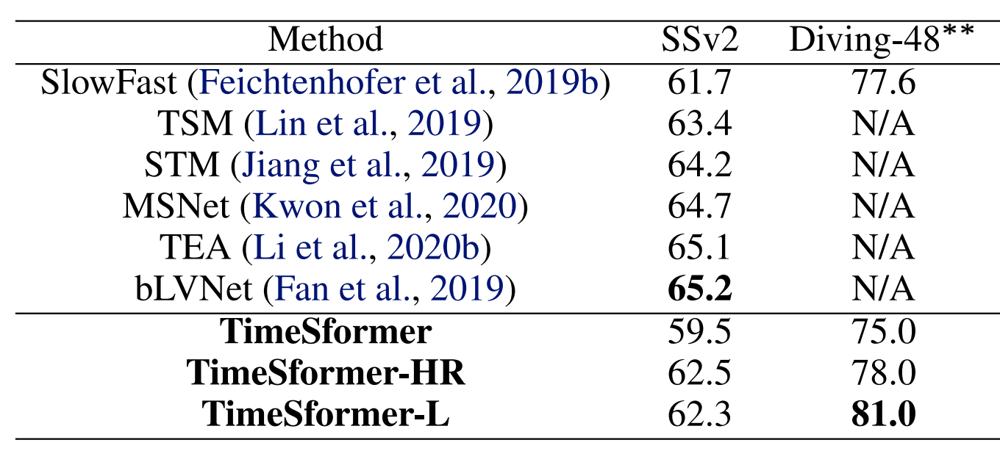 Method SSv2 Diving-48**
SlowFast (Feichtenhofer et al., 2019b) 61.7 77.6
TSM (Lin et al., 2019) 63.4 N/A
STM (Jiang et al., 2019) 64.2 N/A
MSNet (Kwon et al., 2020) 64.7 N/A
TEA (Li et al., 2020b) 65.1 N/A
bLVNet (Fan et al., 2019) 65.2 N/A
TimeSformer 59.5 75.0
TimeSformer-HR 62.5 78.0
TimeSformer-L 62.3 81.0